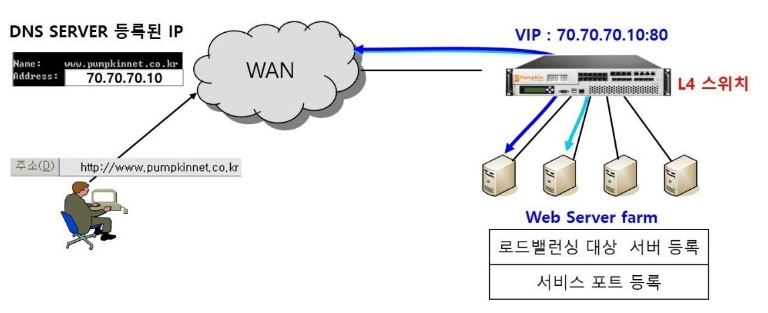 DNS SERVER 등록된 IP
Name: www.pumpkinnet.co.kr
Address: 70.70.70.10
WAN
VIP : 70.70.70.10:80
Pumpkin
L4 스위치
주소(D) http://www.pumpkinnet.co.kr
Web Server farm
로드밸런싱 대상 서버 등록
서비스 포트 등록